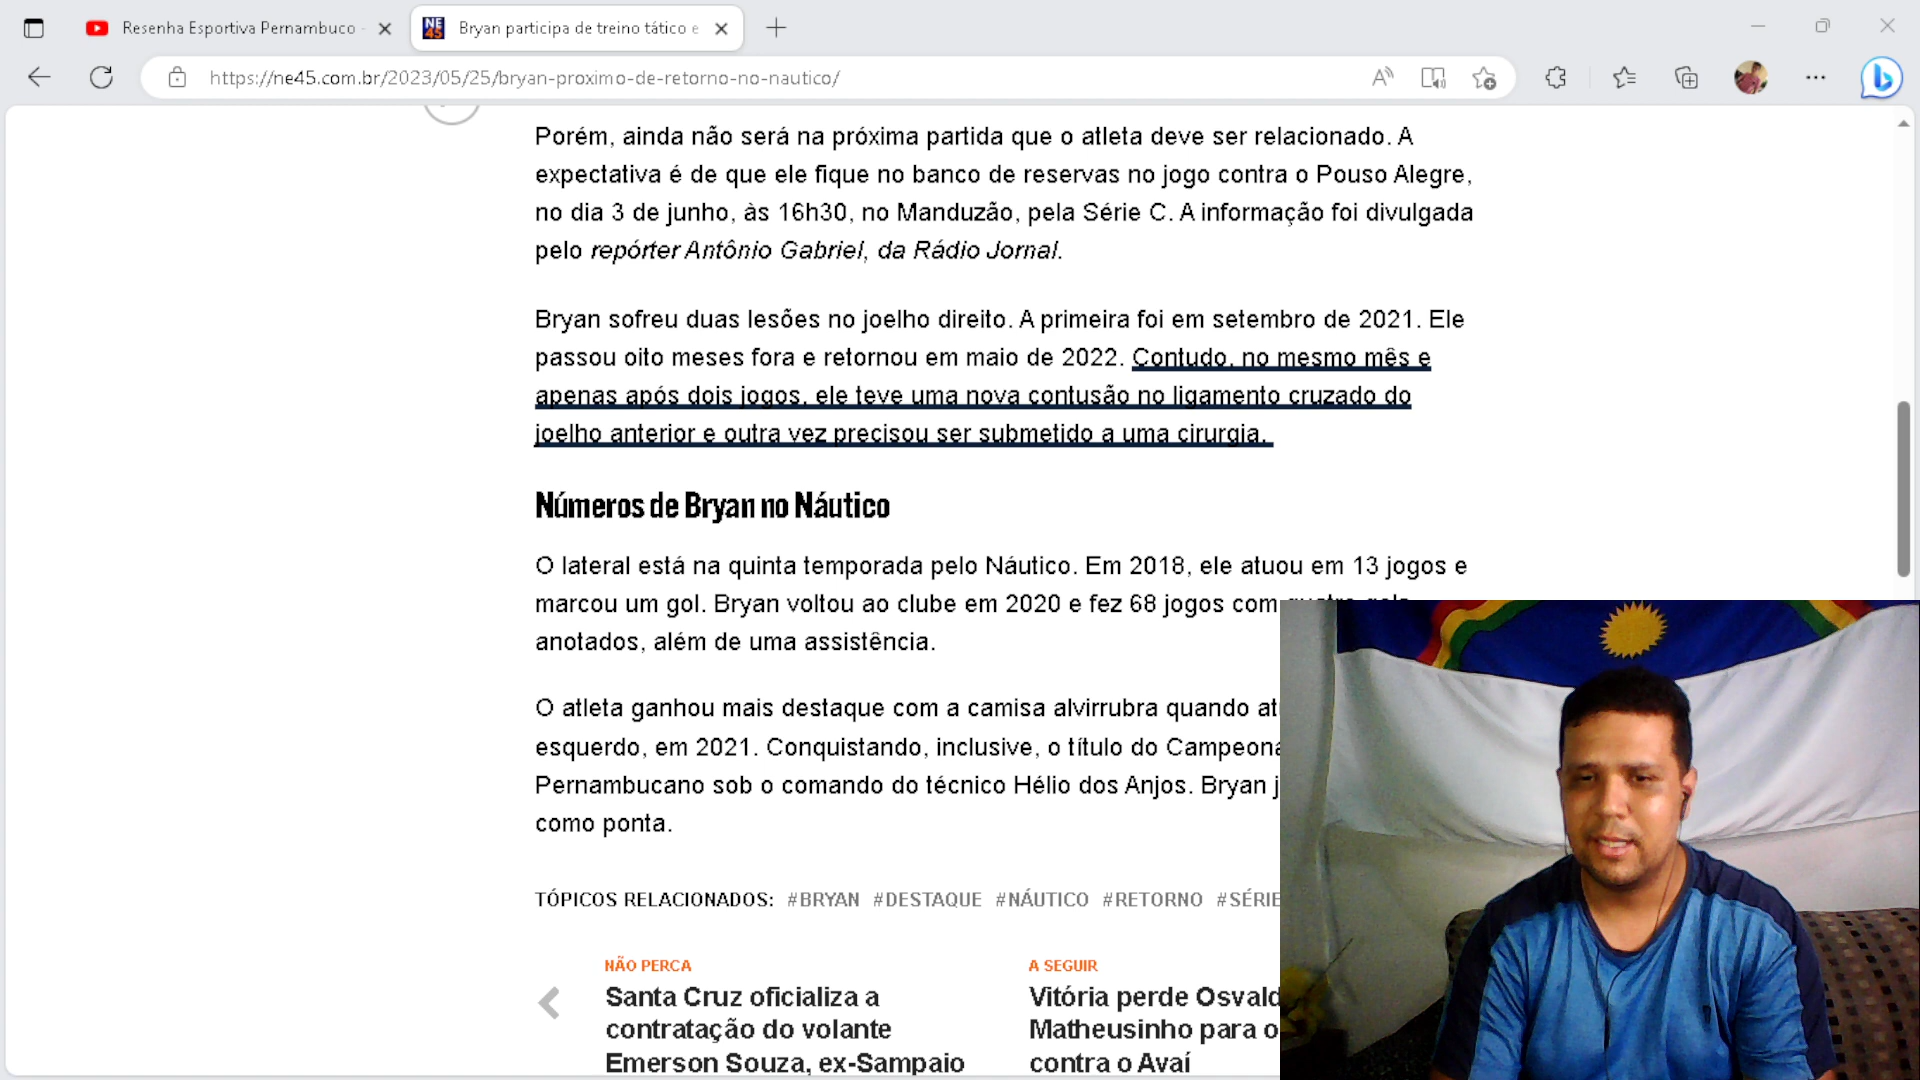 Resenha Esportiva Pernambuco -
NE 45
Bryan participa de treino tático e
https://ne45.com.br/2023/05/25/bryan-proximo-de-retorno-no-nautico/
Porém, ainda não será na próxima partida que o atleta deve ser relacionado. A
expectativa é de que ele fique no banco de reservas no jogo contra o Pouso Alegre,
no dia 3 de junho, às 16h30, no Manduzão, pela Série C. A informação foi divulgada
pelo repórter Antônio Gabriel, da Rádio Jornal.
Bryan sofreu duas lesões no joelho direito. A primeira foi em setembro de 2021. Ele
passou oito meses fora e retornou em maio de 2022. Contudo, no mesmo mês e
apenas após dois jogos, ele teve uma nova contusão no ligamento cruzado do
joelho anterior e outra vez precisou ser submetido a uma cirurgia.
Números de Bryan no Náutico
O lateral está na quinta temporada pelo Náutico. Em 2018, ele atuou em 13 jogos e
marcou um gol. Bryan voltou ao clube em 2020 e fez 68 jogos com quatro gols
anotados, além de uma assistência.
O atleta ganhou mais destaque com a camisa alvirrubra quando
esquerdo, em 2021. Conquistando, inclusive, o título do
Pernambucano sob o comando do técnico Hélio dos Anjos. Bryan
como ponta.
TÓPICOS RELACIONADOS: #BRYAN #DESTAQUE #NÁUTICO #RETORNO #SÉRIE
NÃO PERCA
Santa Cruz oficializa a
contratação do volante
Emerson Souza, ex-Sampaio
A SEGUIR
Vitória perde
Matheusinho para o
contra o Avaí